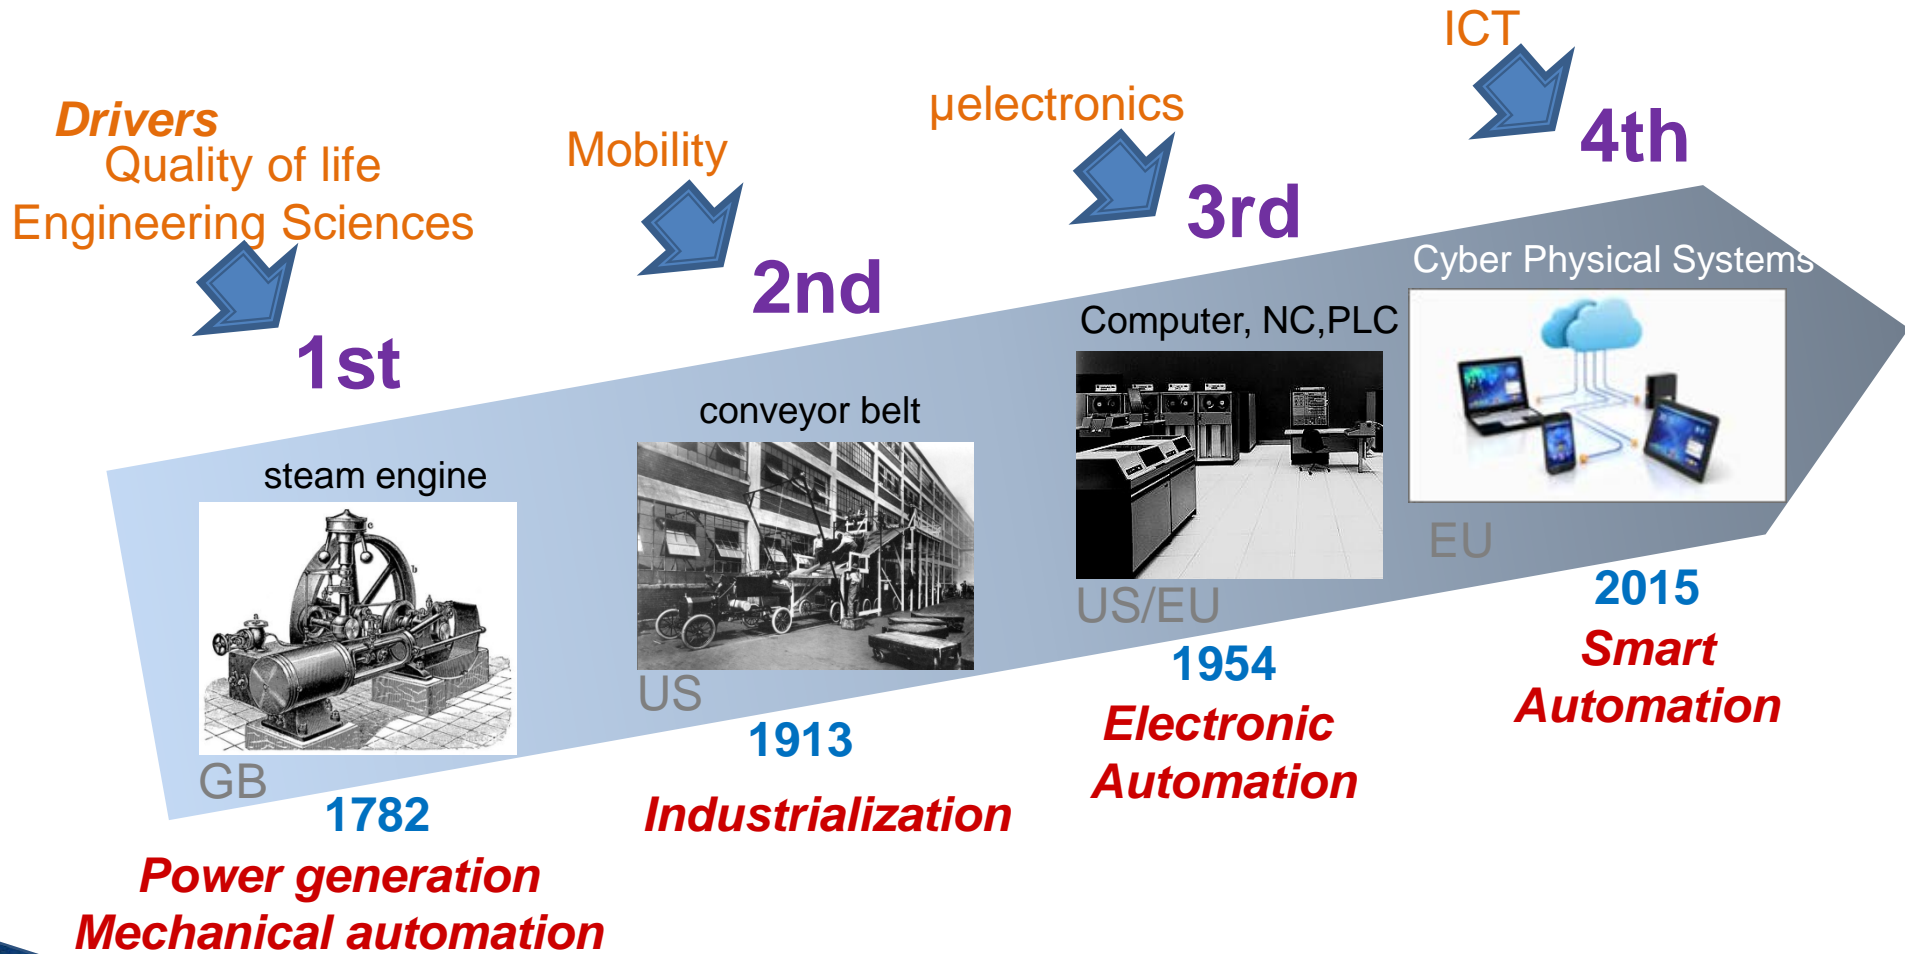 Drivers
Quality of life
Engineering Sciences
1st
steam engine
GB
1782
Power generation
Mechanical automation
Mobility
2nd
conveyor belt
US
1913
Industrialization
µelectronics
3rd
Computer, NC,PLC
US/EU
1954
Electronic
Automation
ICT
4th
Cyber Physical Systems
EU
2015
Smart
Automation